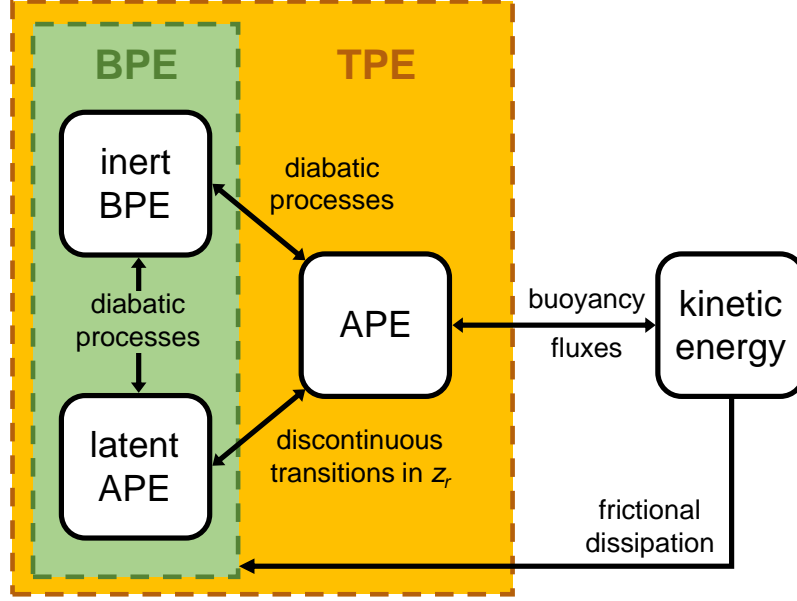 BPE
TPE
inert
BPE
diabatic
processes
diabatic
processes
APE
buoyancy
fluxes
kinetic
energy
latent
APE
discontinuous
transitions in zr
frictional
dissipation